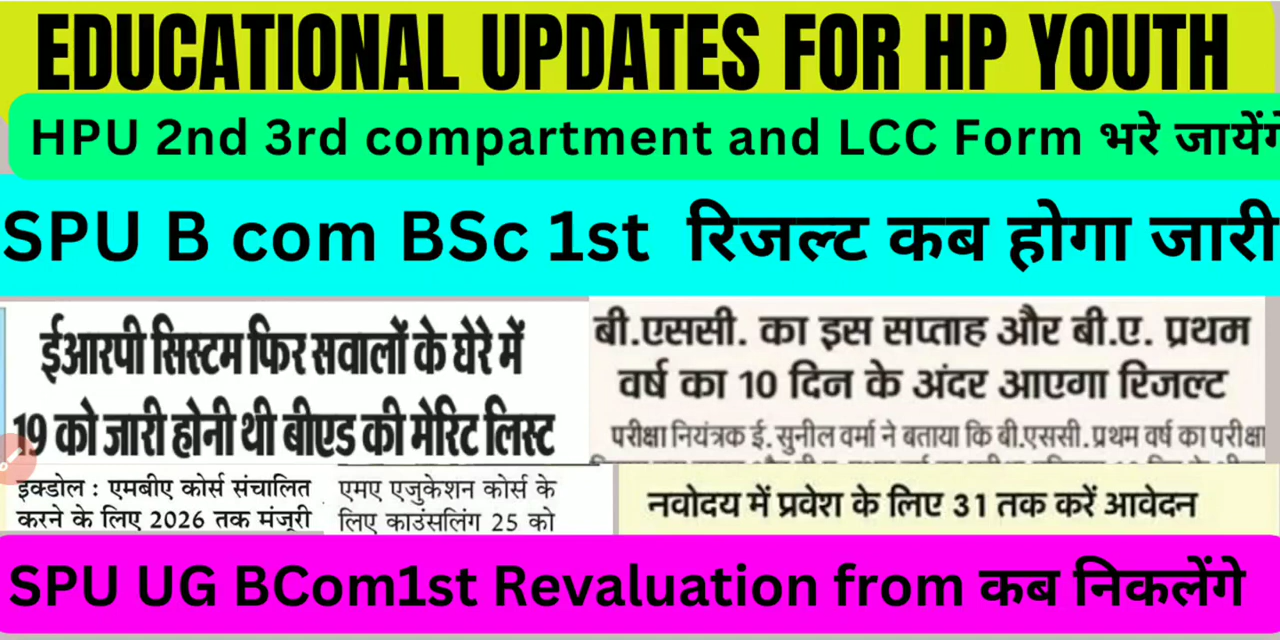 EDUCATIONAL UPDATES FOR HP YOUTH
HPU 2nd 3rd compartment and LCC Form भरे जायेंगे
SPU B com BSc 1st रिजल्ट कब होगा जारी
ईआरपी सिस्टम फिर सवालों के घेरे में
19 को जारी होनी थी बीएड की मेरिट लिस्ट
बी.एससी. का इस सप्ताह और बी.ए. प्रथम
वर्ष का 10 दिन के अंदर आएगा रिजल्ट
परीक्षा नियंत्रक ई. सुनील वर्मा ने बताया कि बी.एससी. प्रथम वर्ष का परीक्षा
इक्डोल : एमबीए कोर्स संचालित
करने के लिए 2026 तक मंजूरी
एमए एजुकेशन कोर्स के
लिए काउंसलिंग 25 को
नवोदय में प्रवेश के लिए 31 तक करें आवेदन
SPU UG BCom1st Revaluation from कब निकलेंगे